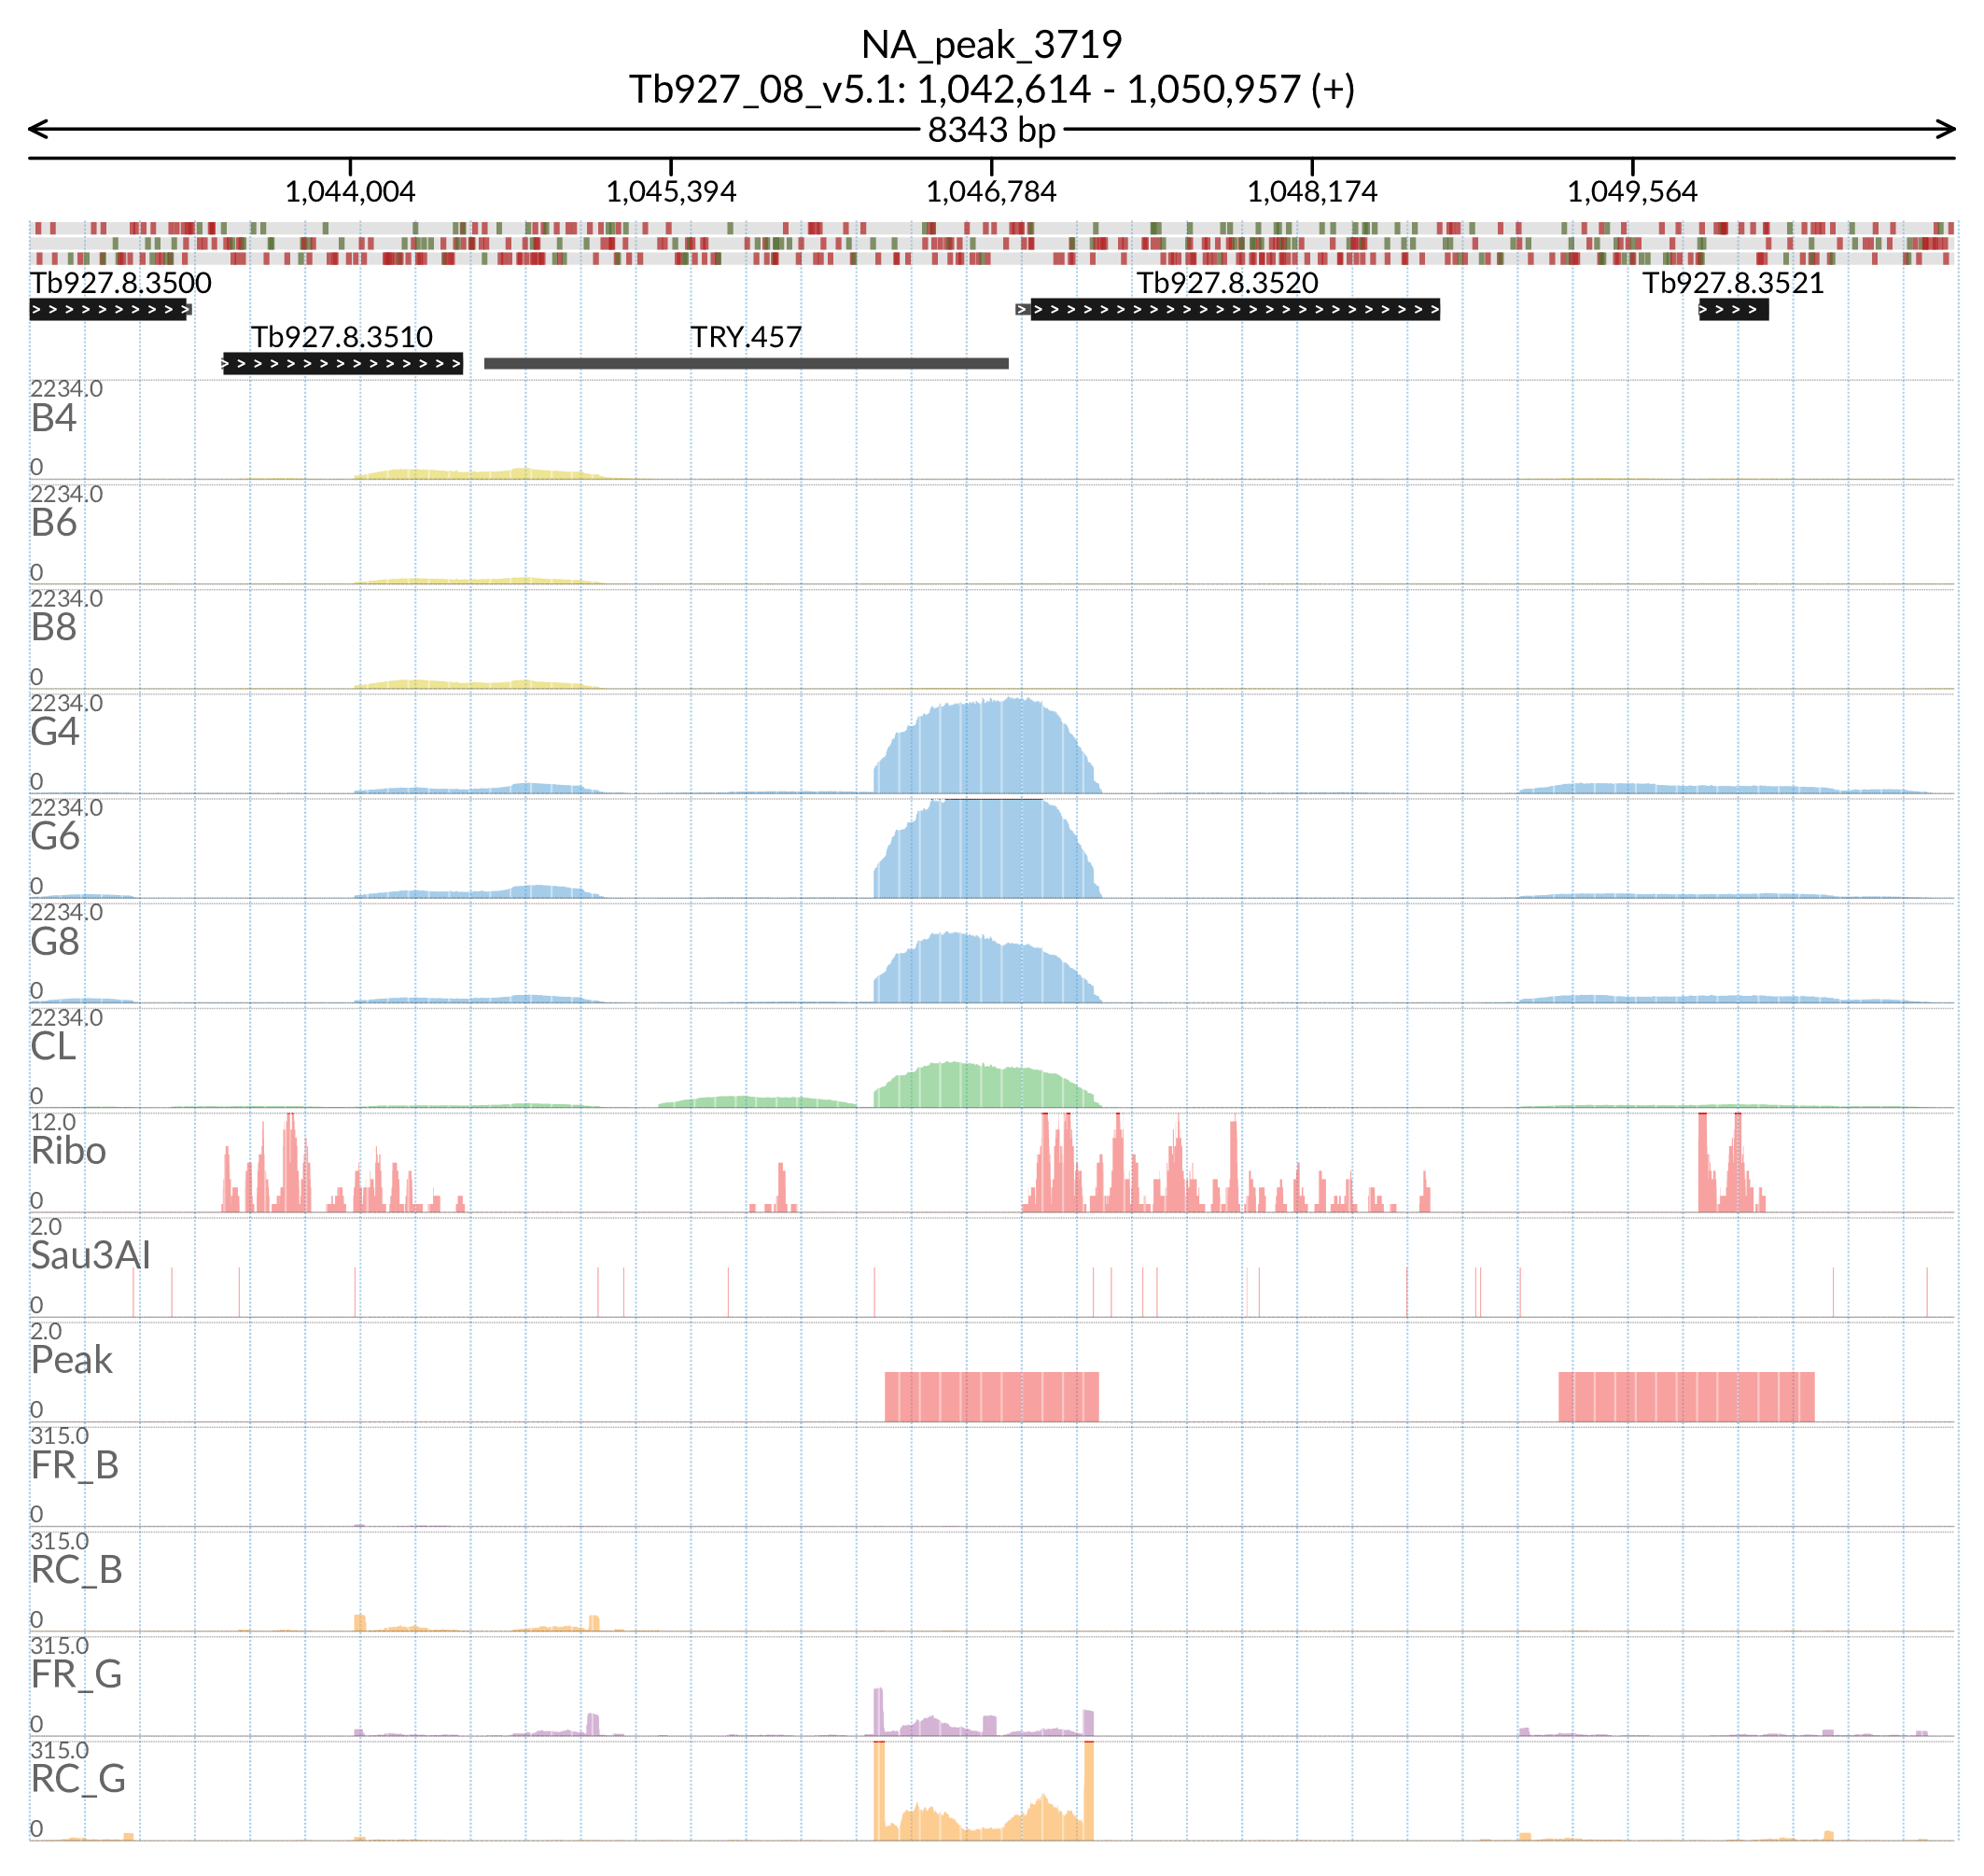 NA_peak_3719
Tb927_08_v5.1: 1,042,614 - 1,050,957 (+)
8343 bp
1,044,004 1,045,394 1,046,784 1,048,174 1,049,564
Tb927.8.3500 Tb927.8.3520 Tb927.8.3521
Tb927.8.3510 TRY.457
2234.0
B4
0
2234.0
B6
0
2234.0
B8
0
2234.0
G4
0
2234.0
G6
0
2234.0
G8
0
2234.0
CL
0
12.0
Ribo
0
2.0
Sau3AI
0
2.0
Peak
0
315.0
FR_B
0
315.0
RC_B
0
315.0
FR_G
0
315.0
RC_G
0